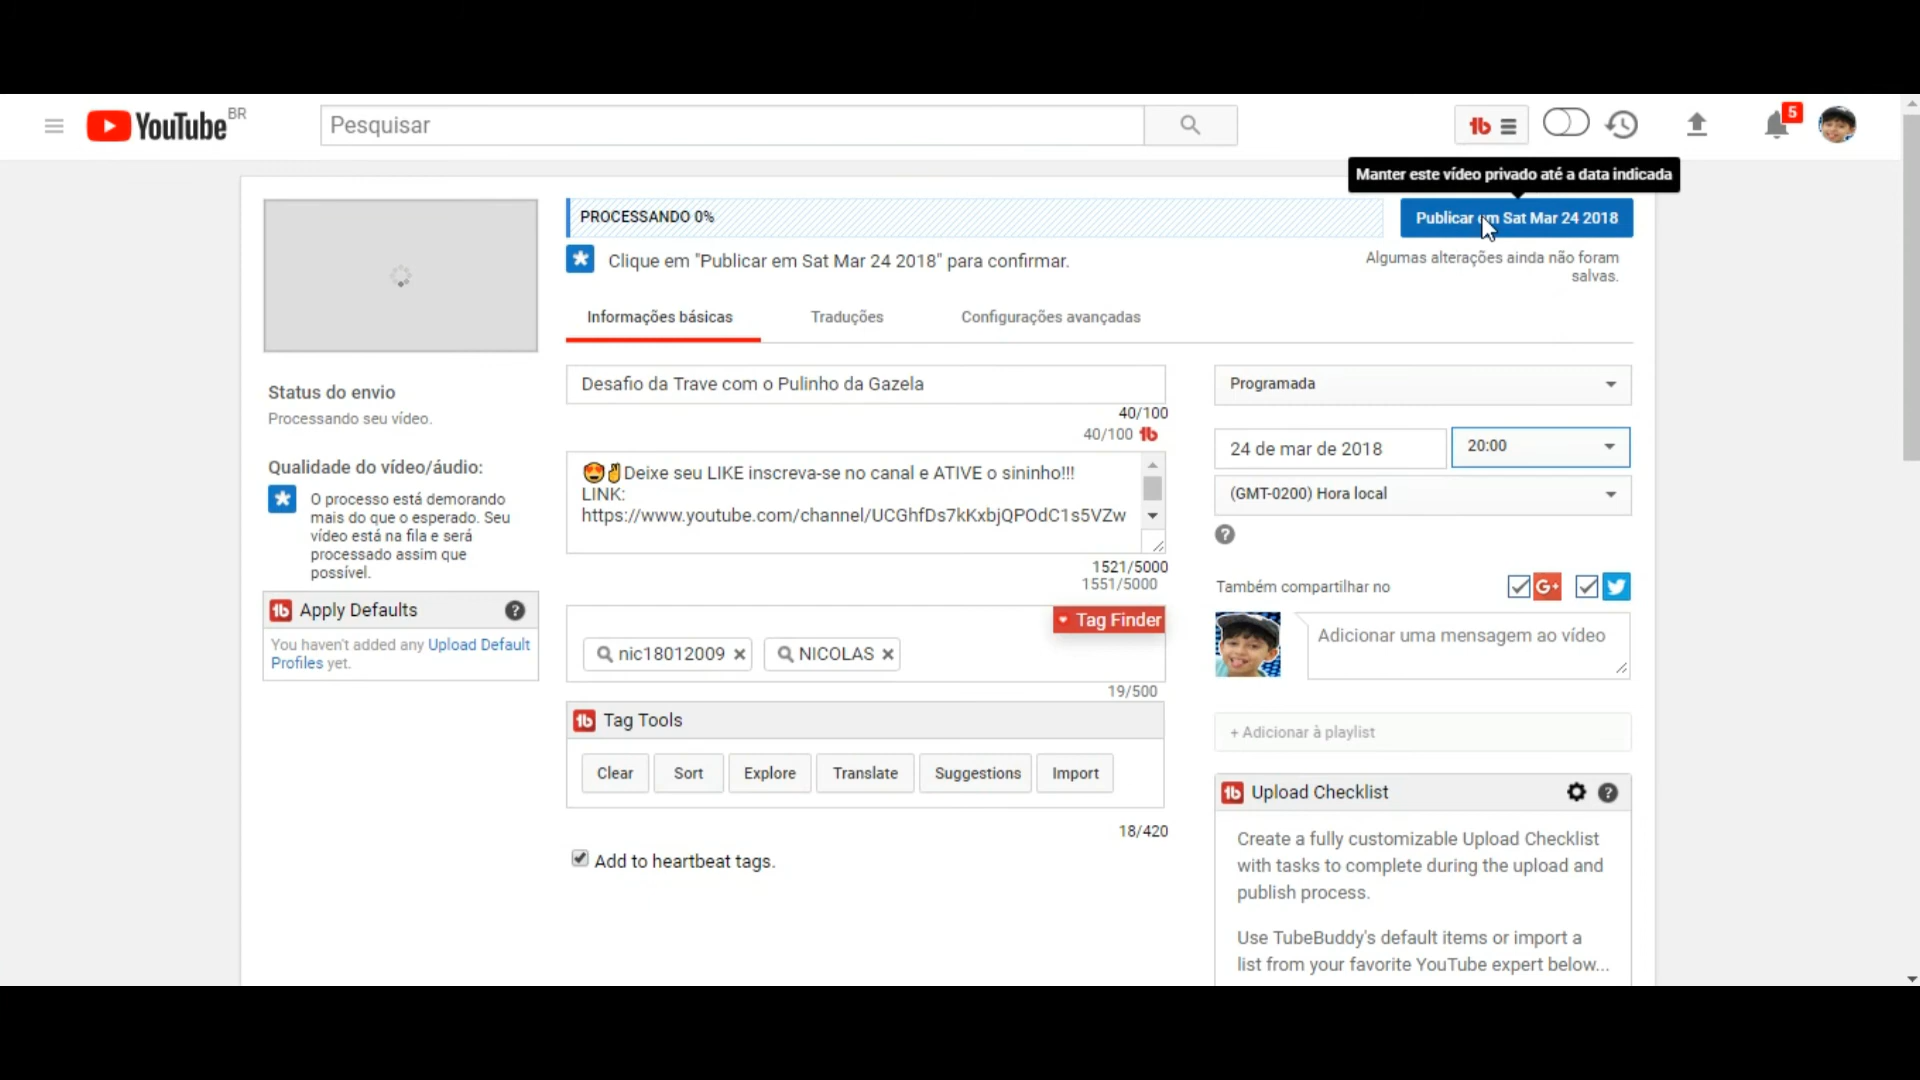 YouTube BR
Pesquisar
5
Manter este vídeo privado até a data indicada
PROCESSANDO 0%
Publicar em Sat Mar 24 2018
Clique em "Publicar em Sat Mar 24 2018" para confirmar.
Algumas alterações ainda não foram
salvas.
Informações básicas
Traduções
Configurações avançadas
Status do envio
Processando seu vídeo.
Qualidade do vídeo/áudio:
O processo está demorando
mais do que o esperado. Seu
vídeo está na fila e será
processado assim que
possível.
Apply Defaults
You haven't added any Upload Default
Profiles yet.
Desafio da Trave com o Pulinho da Gazela
40/100
40/100
Deixe seu LIKE inscreva-se no canal e ATIVE o sininho!!!
LINK:
https://www.youtube.com/channel/UCGhfDs7kKxbjQPOdC1s5VZw
1521/5000
1551/5000
Tag Finder
nic18012009
NICOLAS
19/500
Tag Tools
Clear
Sort
Explore
Translate
Suggestions
Import
18/420
Add to heartbeat tags.
Programada
24 de mar de 2018
20:00
(GMT-0200) Hora local
Também compartilhar no
G+
Adicionar uma mensagem ao vídeo
+ Adicionar à playlist
Upload Checklist
Create a fully customizable Upload Checklist
with tasks to complete during the upload and
publish process.
Use TubeBuddy's default items or import a
list from your favorite YouTube expert below...